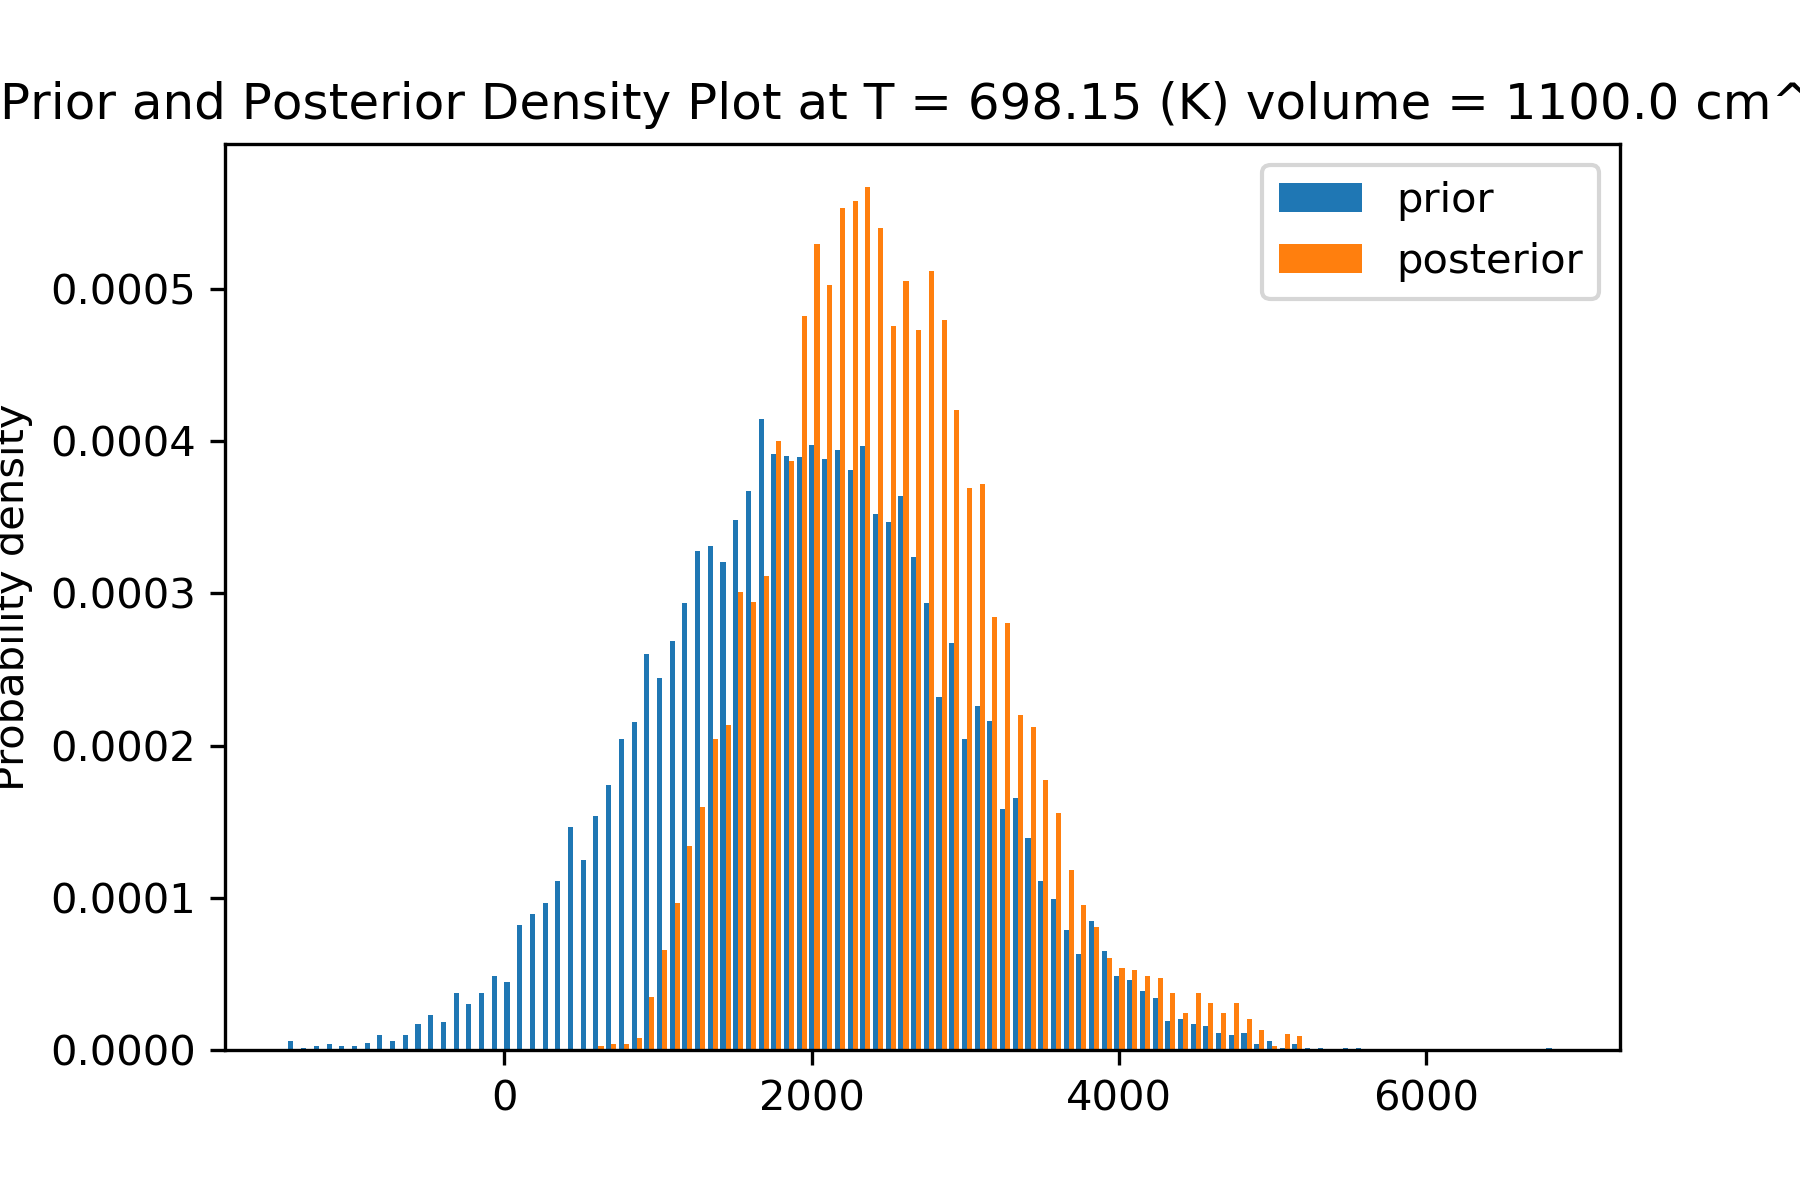 Prior and Posterior Density Plot at T = 698.15 (K) volume = 1100.0 cm^
prior
posterior
Probability density
0.0005
0.0004
0.0003
0.0002
0.0001
0.0000
0 2000 4000 6000